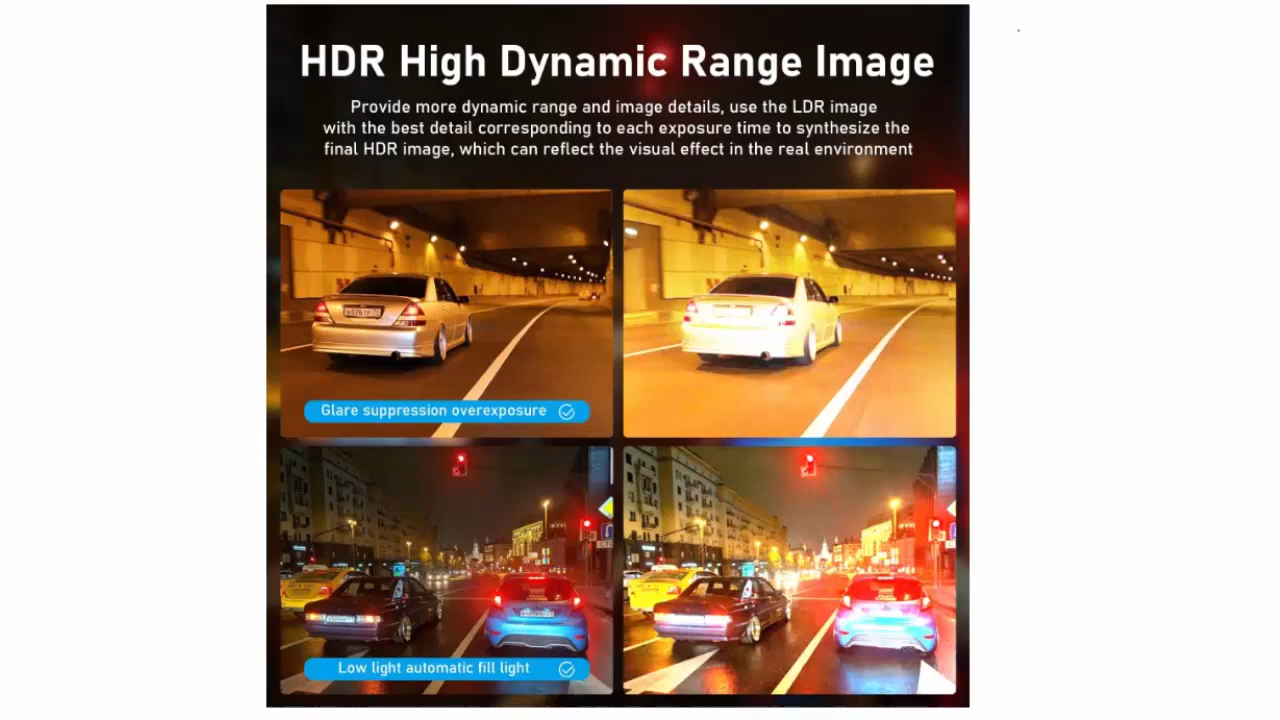 HDR High Dynamic Range Image
Provide more dynamic range and image details, use the LDR image
with the best detail corresponding to each exposure time to synthesize the
final HDR image, which can reflect the visual effect in the real environment
Glare suppression overexposure
Low light automatic fill light